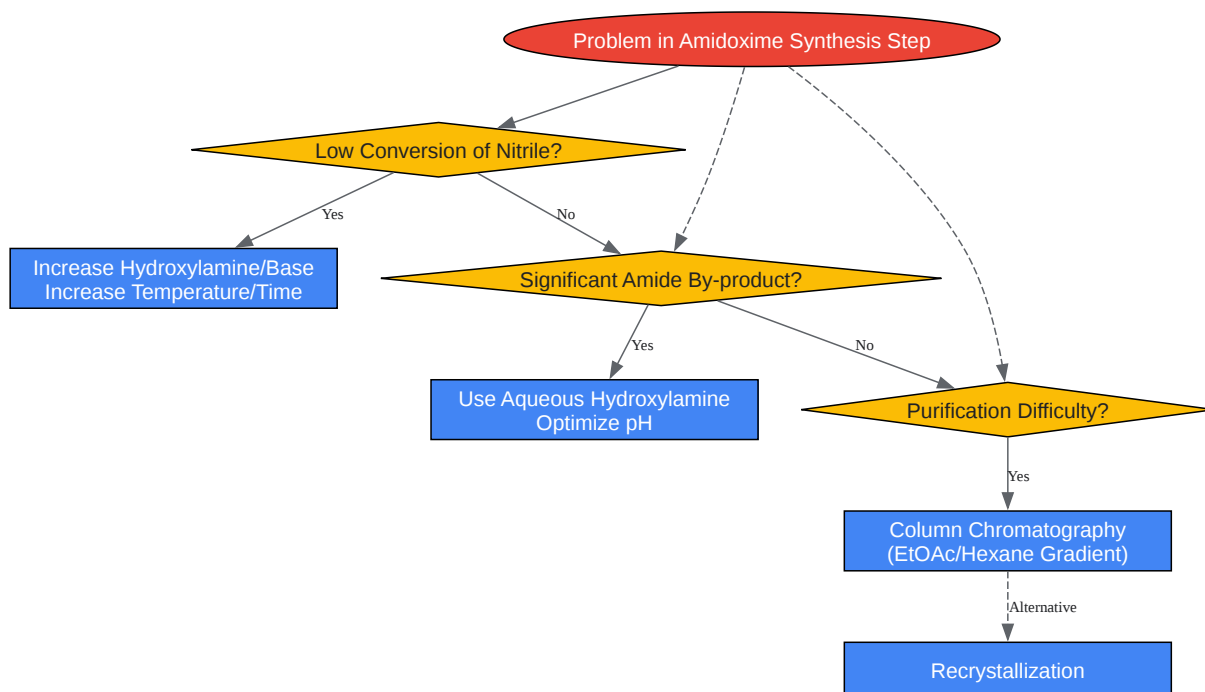 Problem in Amidoxime Synthesis Step
Low Conversion of Nitrile?
Yes
No
Increase Hydroxylamine/Base
Increase Temperature/Time
Significant Amide By-product?
Yes
No
Use Aqueous Hydroxylamine
Optimize pH
Purification Difficulty?
Yes
Column Chromatography
(EtOAc/Hexane Gradient)
Alternative
Recrystallization